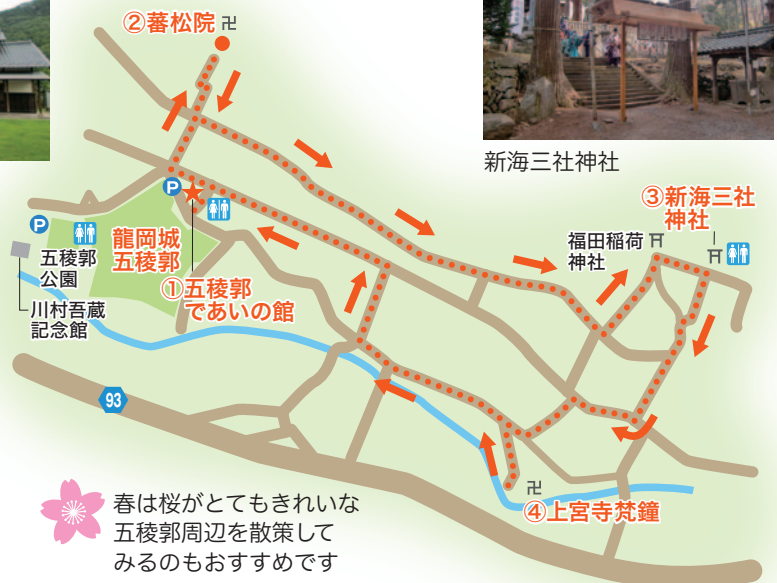 ②蕃松院 卍
新海三社神社
③新海三社
神社
福田稲荷
神社
P
P
龍岡城
五稜郭
五稜郭
公園
①五稜郭
であいの館
川村吾蔵
記念館
93
卍
④上宮寺梵鐘
春は桜がとてもきれいな
五稜郭周辺を散策して
みるのもおすすめです